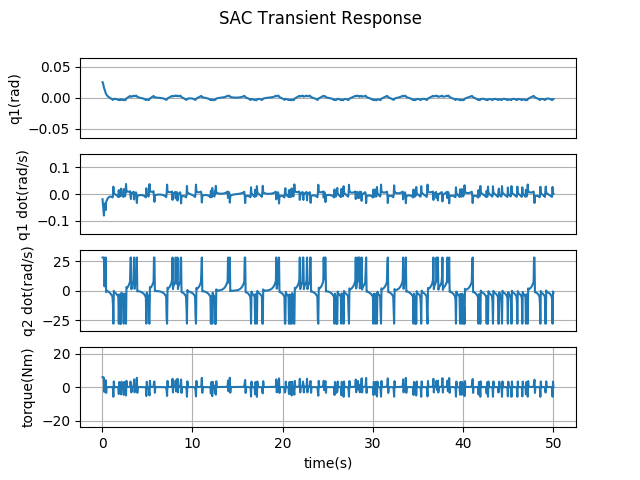 SAC Transient Response
q1(rad)
0.05
0.00
−0.05
q1 dot(rad/s)
0.1
0.0
−0.1
q2 dot(rad/s)
25
0
−25
torque(Nm)
20
0
−20
0 10 20 30 40 50
time(s)